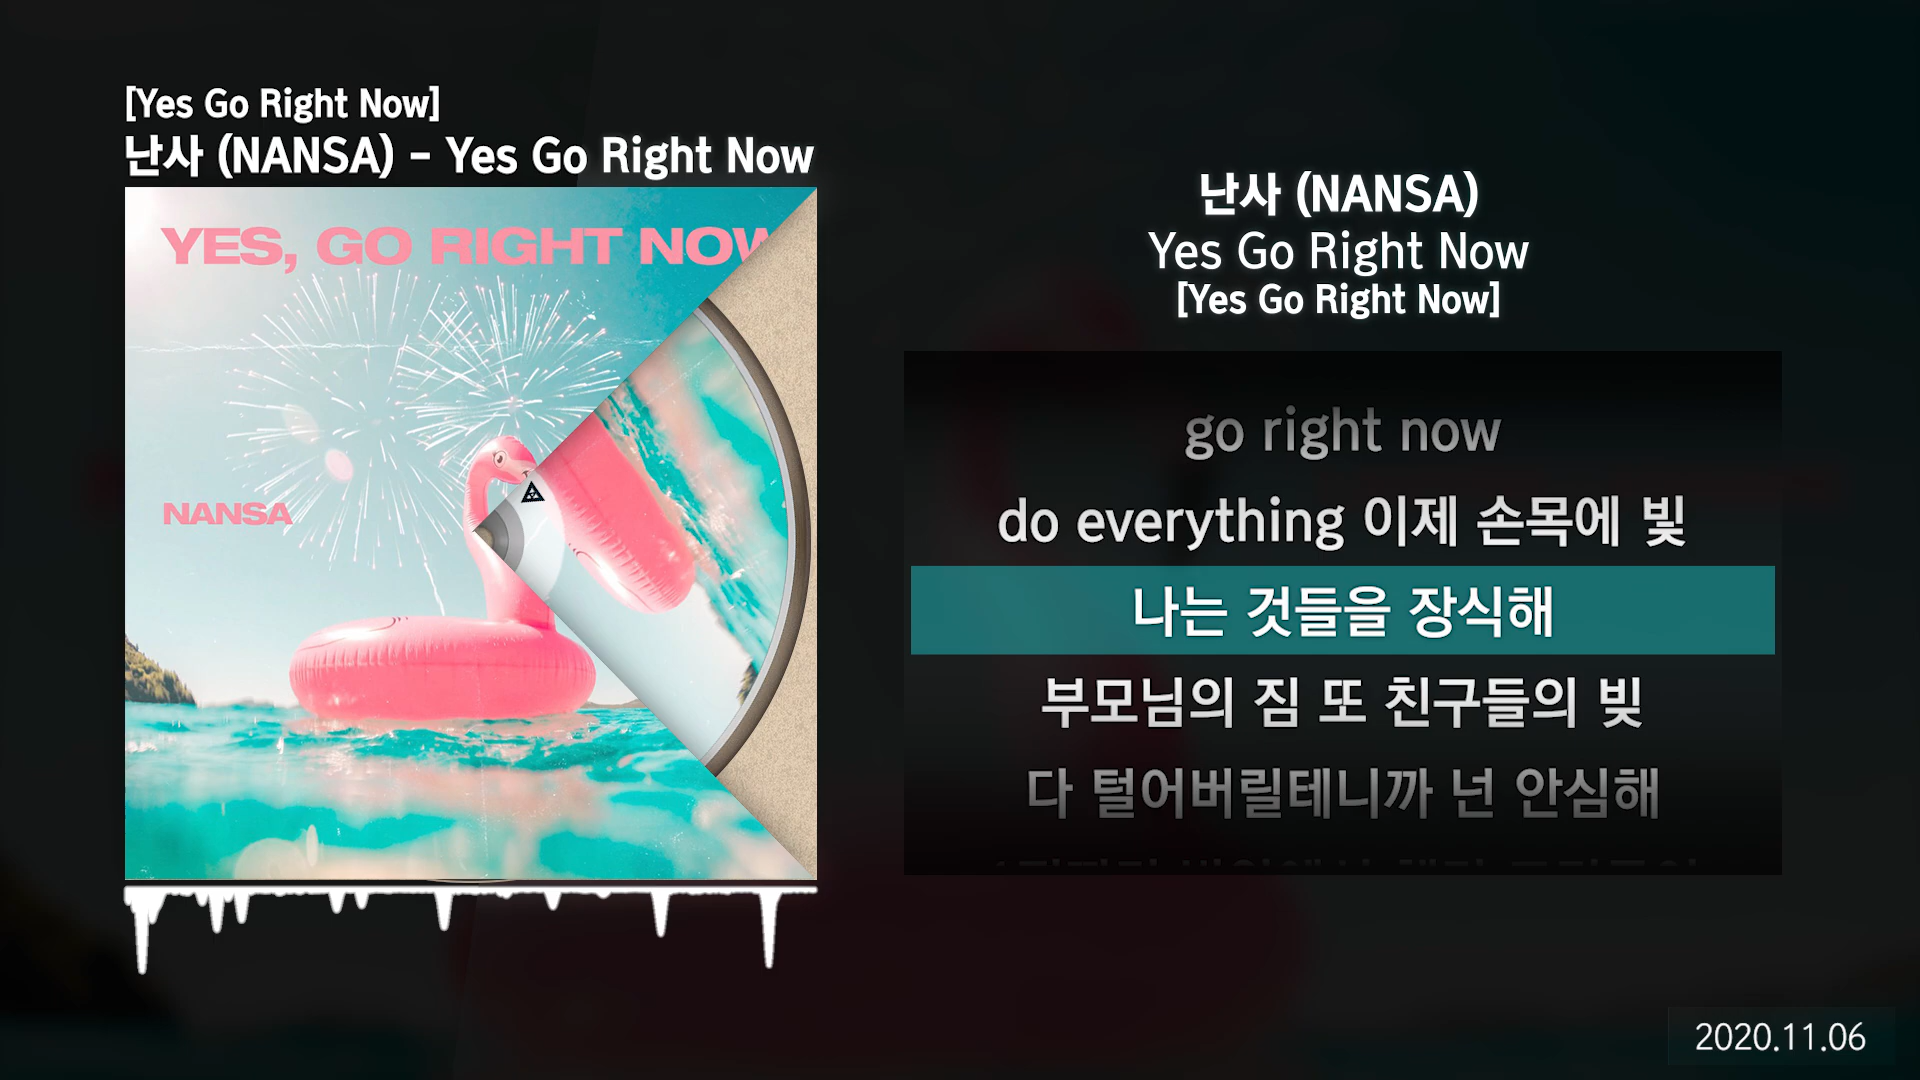 [Yes Go Right Now]
난사 (NANSA) - Yes Go Right Now
YES, GO RIGHT NOW
NANSA
난사 (NANSA)
Yes Go Right Now
[Yes Go Right Now]
go right now
do everything 이제 손목에 빛
나는 것들을 장식해
부모님의 짐 또 친구들의 빚
다 털어버릴테니까 넌 안심해
2020.11.06